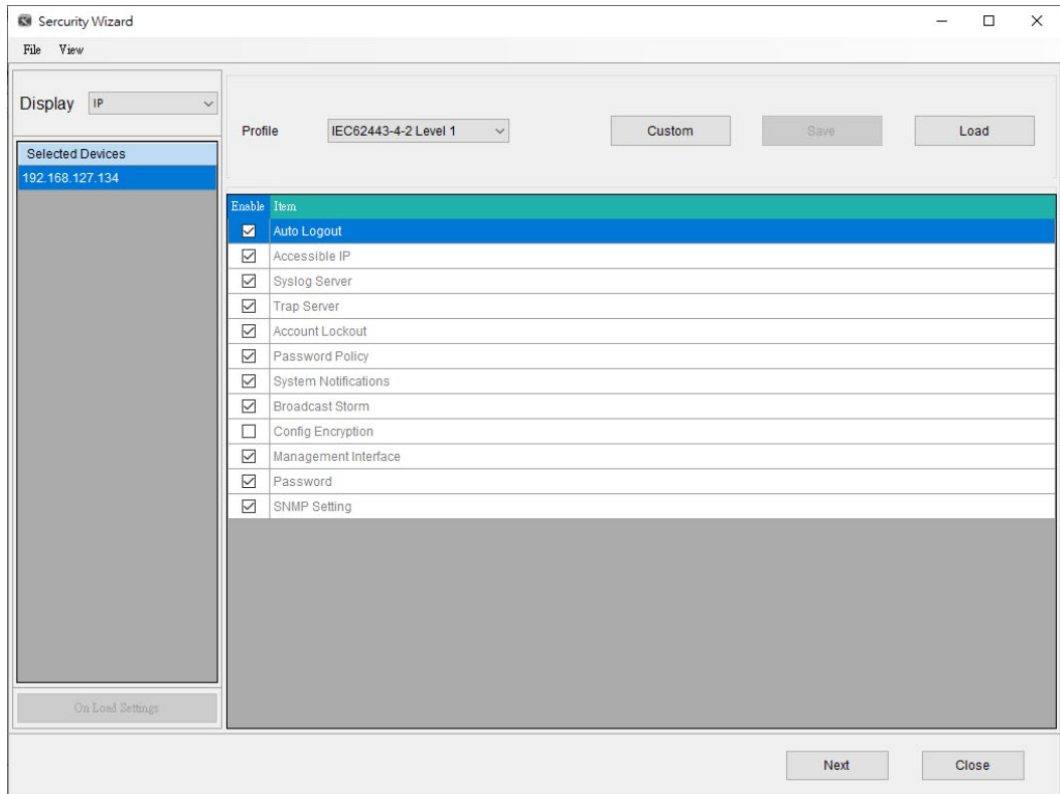 Sercurity Wizard
File View
Display IP
Selected Devices
192.168.127.134
On Load Settings
Profile IEC62443-4-2 Level 1 Custom Save Load
Enable Item
Auto Logout
Accessible IP
Syslog Server
Trap Server
Account Lockout
Password Policy
System Notifications
Broadcast Storm
Config Encryption
Management Interface
Password
SNMP Setting
Next Close